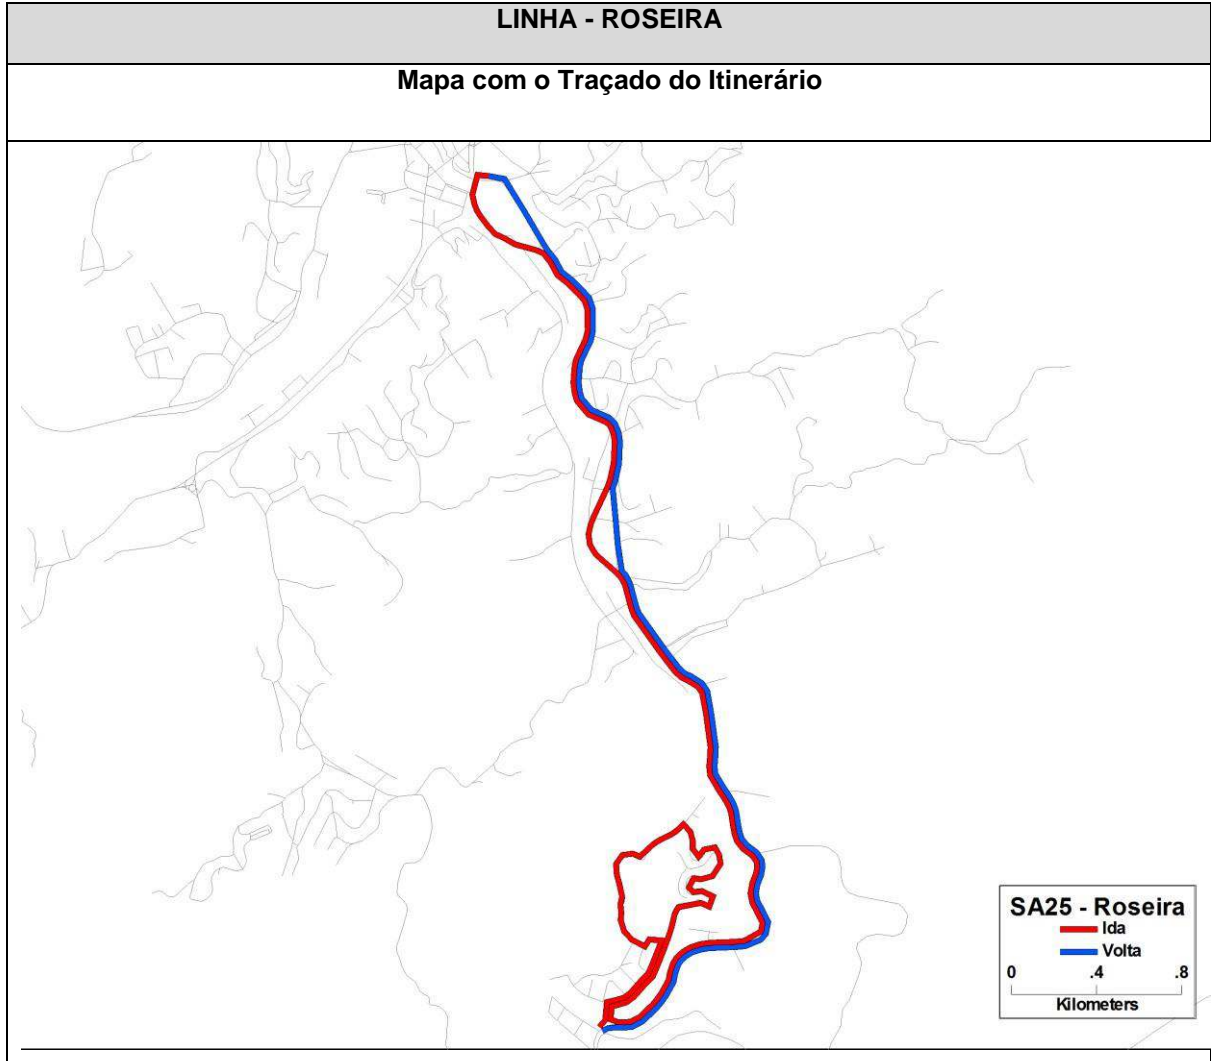 LINHA - ROSEIRA
Mapa com o Traçado do Itinerário
SA25 - Roseira
Ida
Volta
0 .4 .8
Kilometers